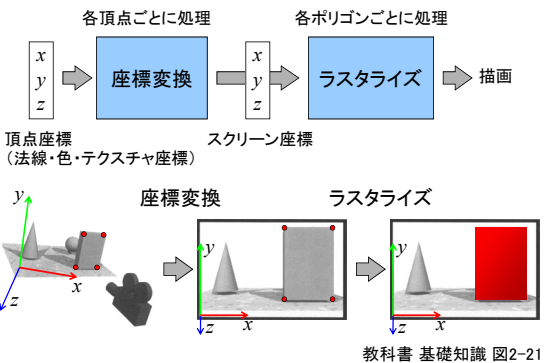 各頂点ごとに処理
各ポリゴンごとに処理
x
y
z
座標変換
x
y
z
ラスタライズ
描画
頂点座標
(法線・色・テクスチャ座標)
スクリーン座標
座標変換
ラスタライズ
y
x
z
y
x
z
y
x
z
教科書 基礎知識 図2-21